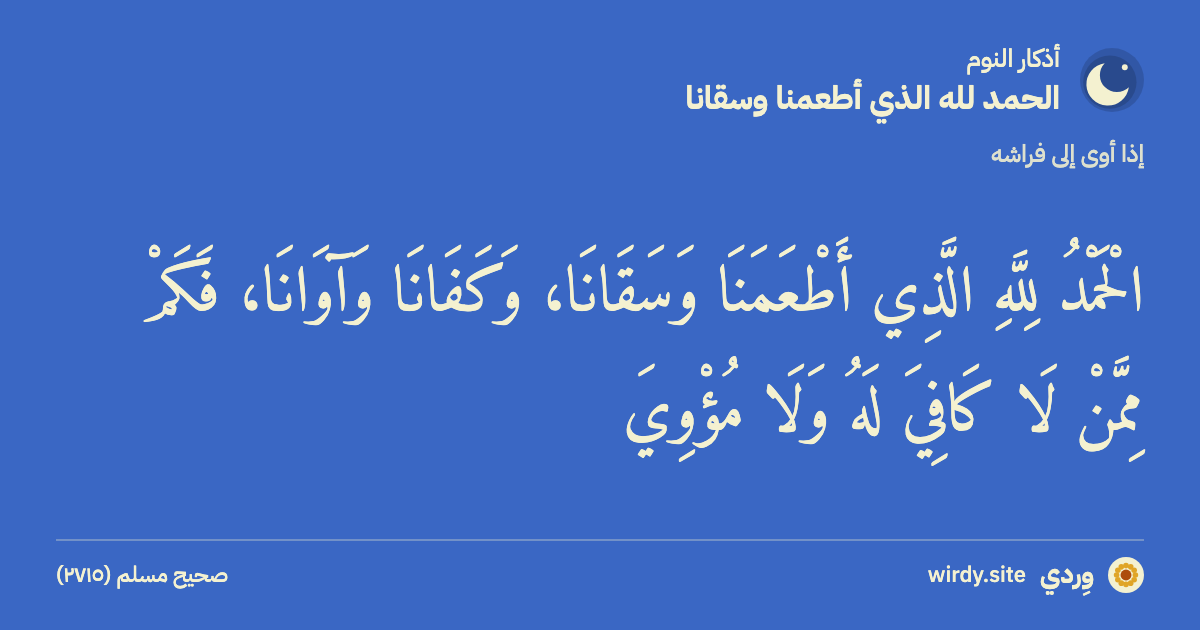 أذكار النوم
الحمد لله الذي أطعمنا وسقانا
إذا أوى إلى فراشه
الْحَمْدُ لِلَّهِ الَّذِي أَطْعَمَنَا وَسَقَانَا، وَكَفَانَا وَآوَانَا، فَكَمْ
مِمَّنْ لَا كَافِيَ لَهُ وَلَا مُؤْوِيَ
وِردي wirdy.site
صحيح مسلم (٢٧١٥)